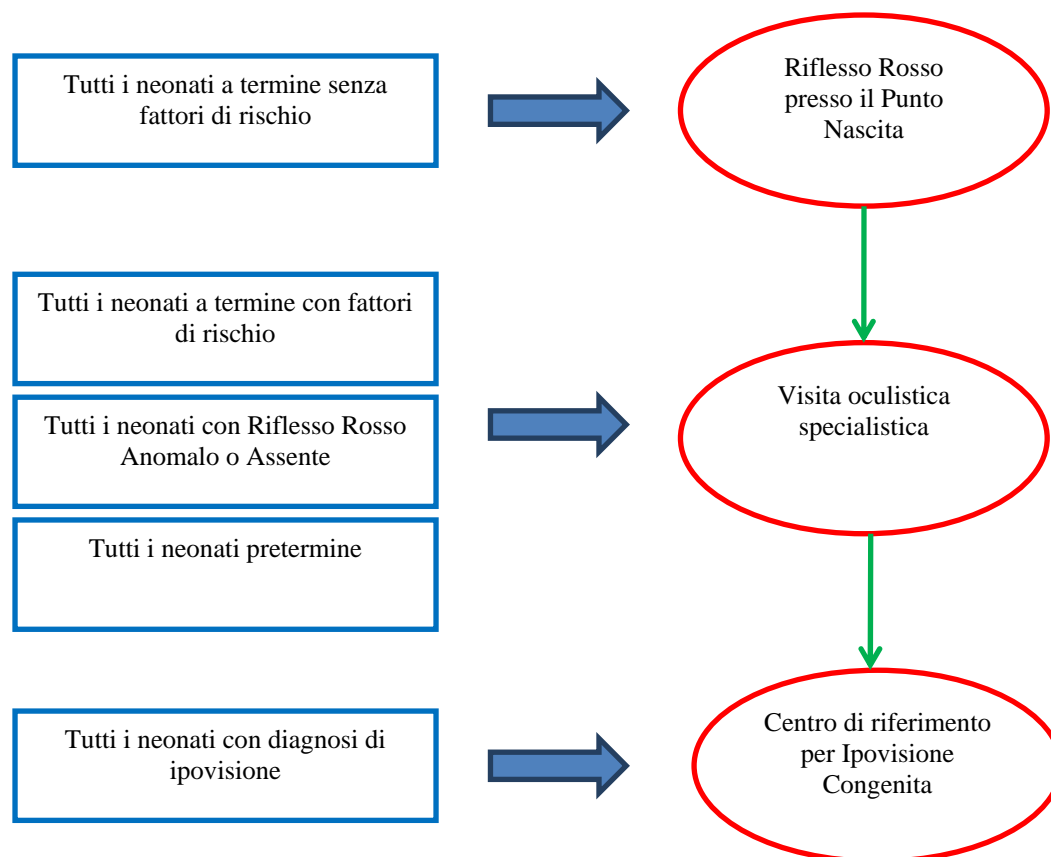 Tutti i neonati a termine senza
fattori di rischio
Riflesso Rosso
presso il Punto
Nascita
Tutti i neonati a termine con fattori
di rischio
Tutti i neonati con Riflesso Rosso
Anomalo o Assente
Tutti i neonati pretermine
Visita oculistica
specialistica
Tutti i neonati con diagnosi di
ipovisione
Centro di riferimento
per Ipovisione
Congenita